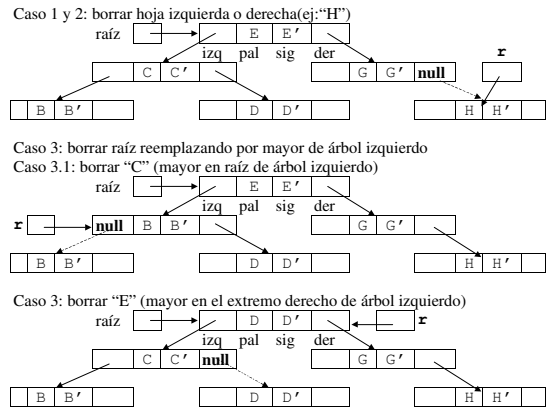 Caso 1 y 2: borrar hoja izquierda o derecha(ej:“H”)
raíz E E′ r
izq pal sig der
C C′ G G′ null
B B′ D D′ H H′
Caso 3: borrar raíz reemplazando por mayor de árbol izquierdo
Caso 3.1: borrar “C” (mayor en raíz de árbol izquierdo)
raíz E E′
izq pal sig der
r null B B′ G G′
B B′ D D′ H H′
Caso 3: borrar “E” (mayor en el extremo derecho de árbol izquierdo)
raíz D D′ r
izq pal sig der
C C′ null G G′
B B′ D D′ H H′